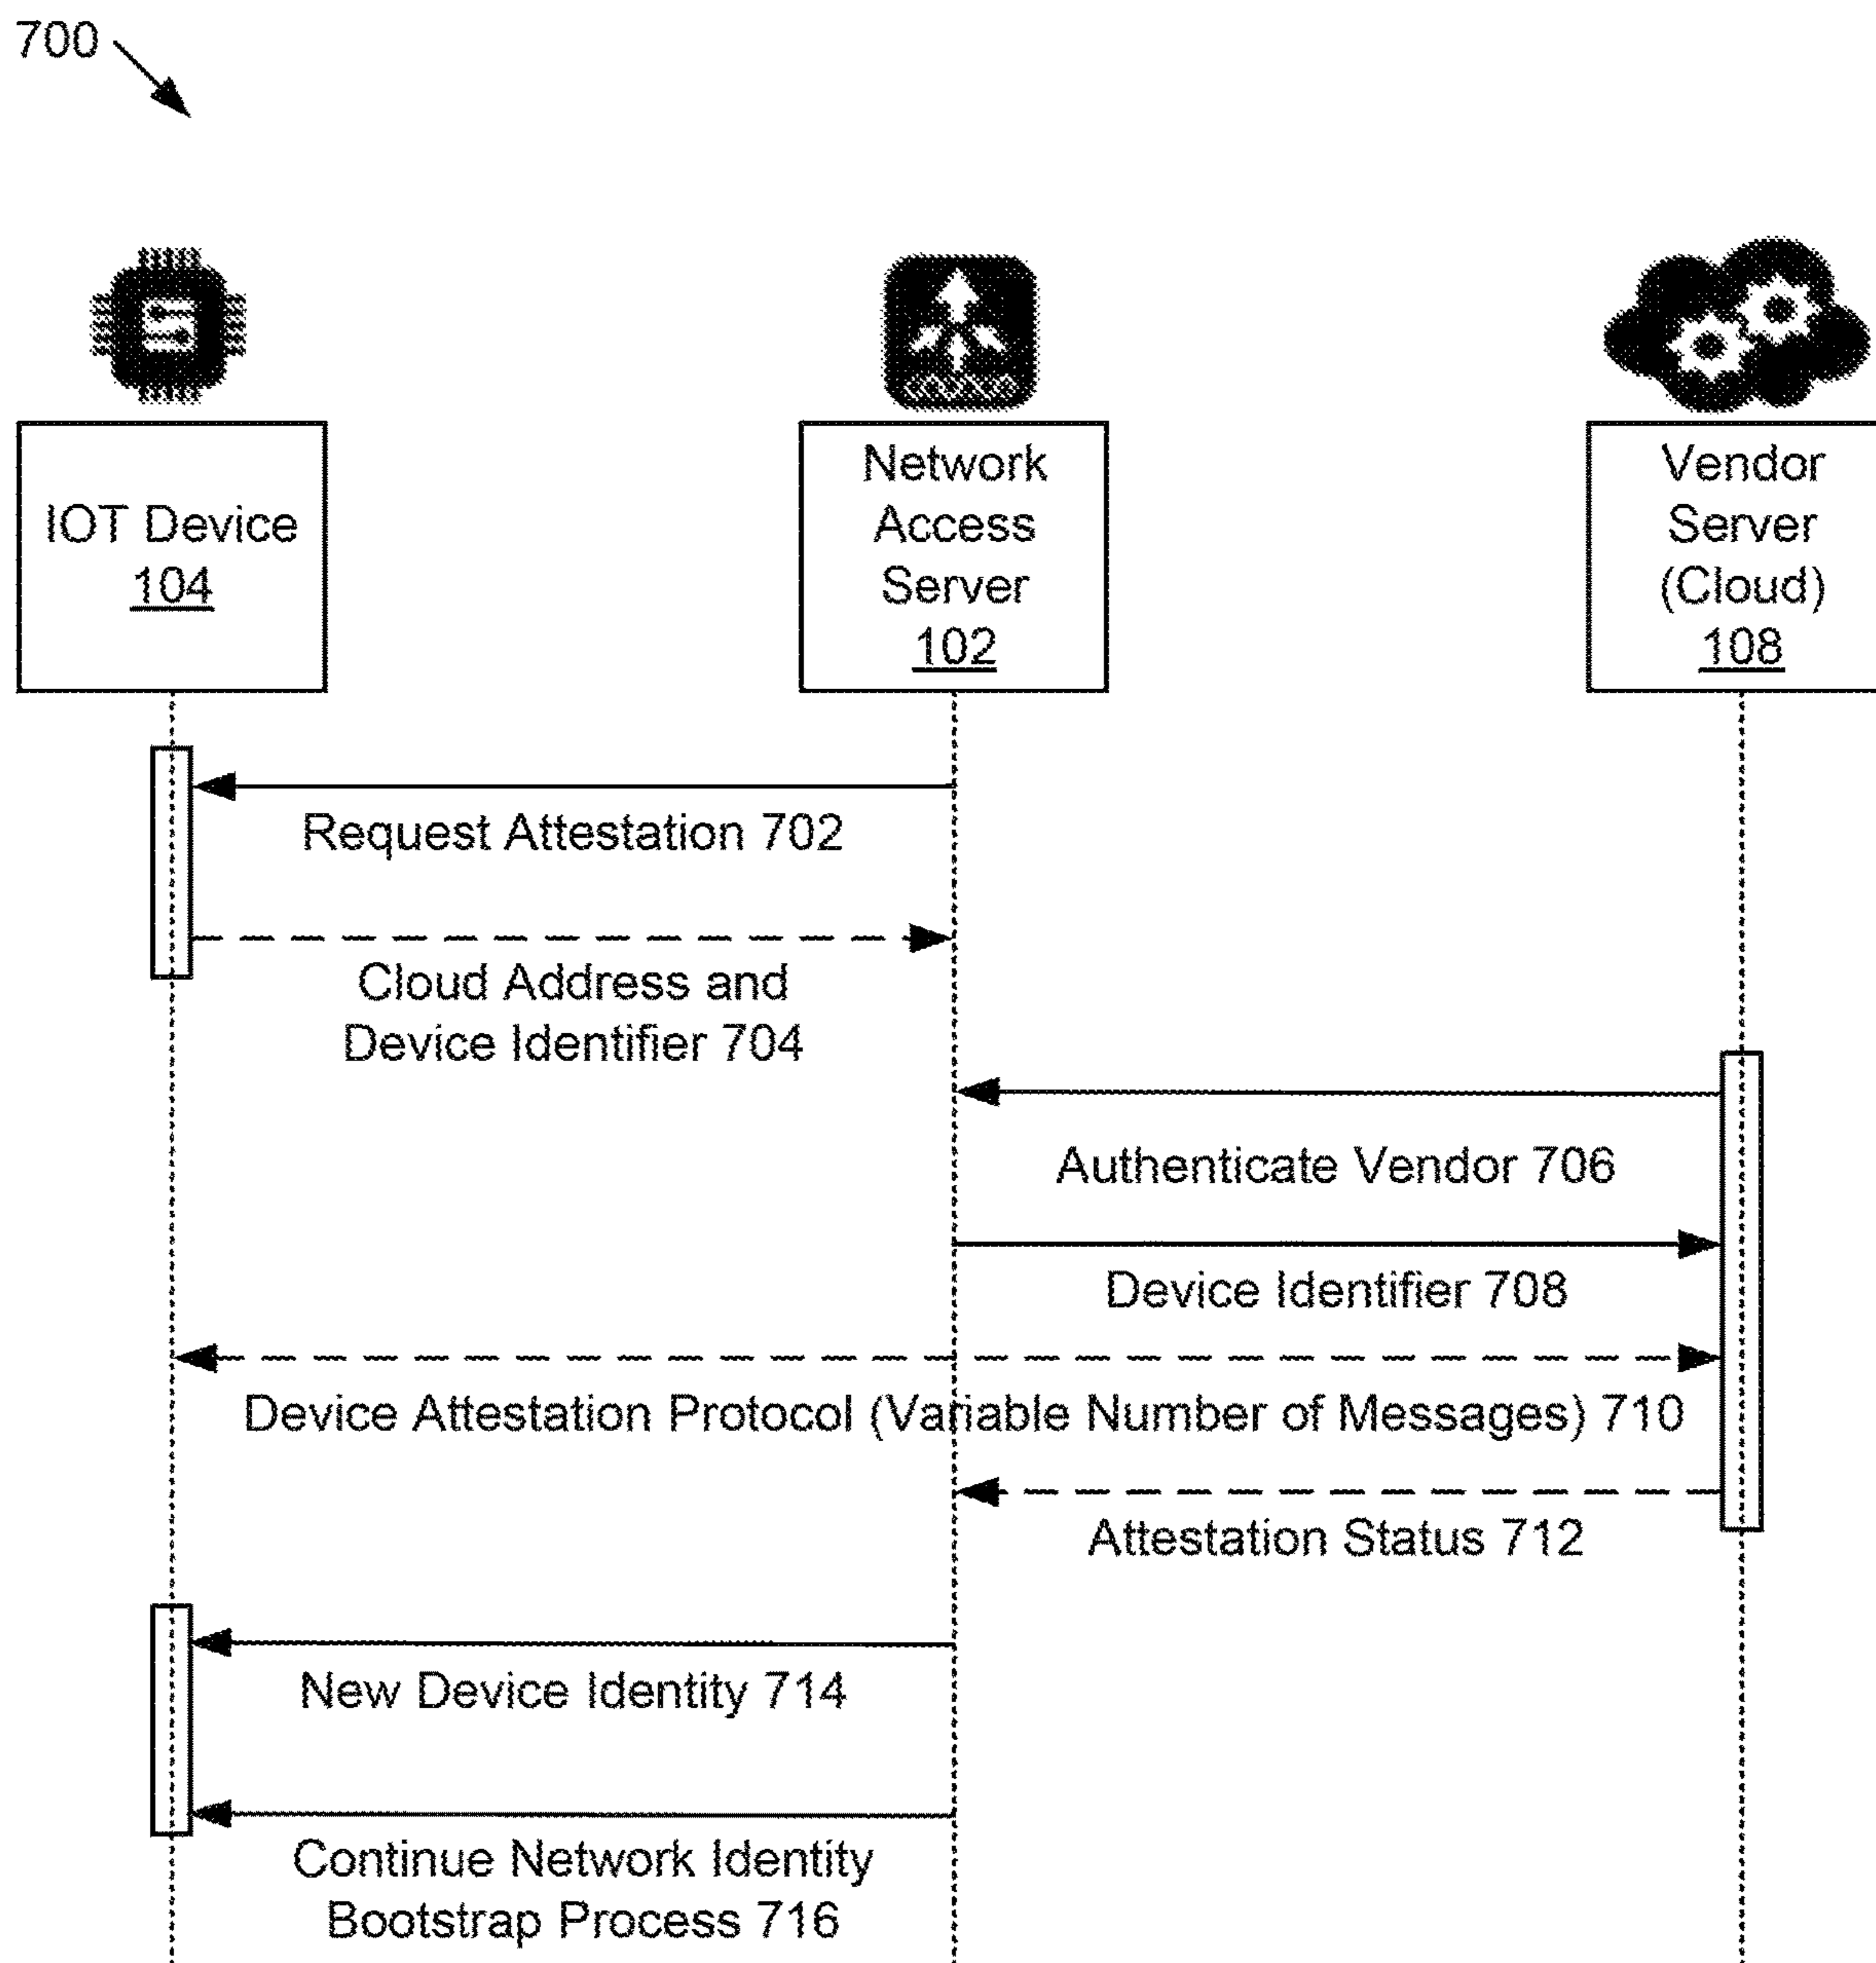 700
IOT Device
104
Network
Access
Server
102
Vendor
Server
(Cloud)
108
Request Attestation 702
Cloud Address and
Device Identifier 704
Authenticate Vendor 706
Device Identifier 708
Device Attestation Protocol (Variable Number of Messages) 710
Attestation Status 712
New Device Identity 714
Continue Network Identity
Bootstrap Process 716